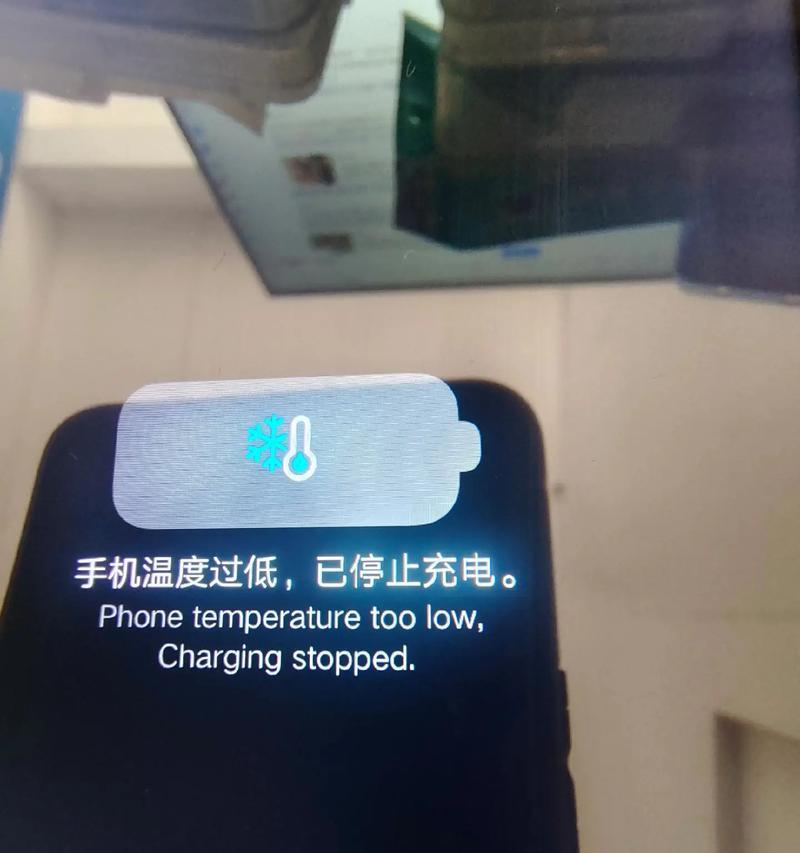 手机温度过低，已停止充电。
Phone temperature too low,
Charging stopped.